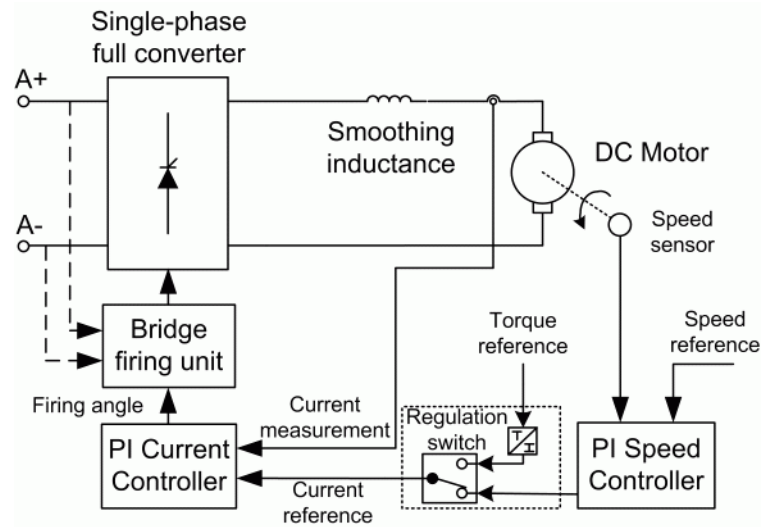 Single-phase
full converter
A+
Smoothing
inductance
DC Motor
A-
Speed
sensor
Bridge
firing unit
Torque
reference
Speed
reference
Firing angle
Current
measurement
Regulation
switch
T
I
PI Current
Controller
PI Speed
Controller
Current
reference